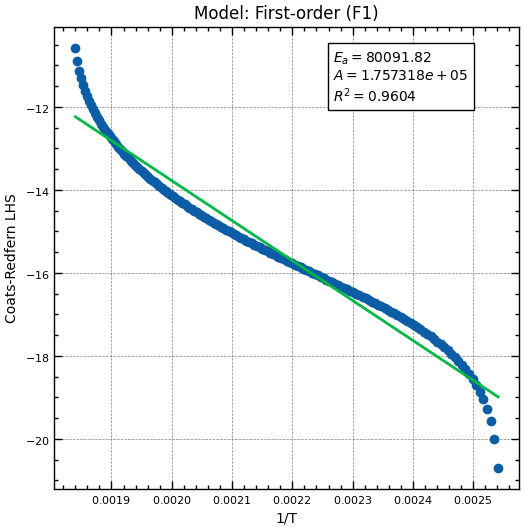 Model: First-order (F1)
E_a = 80091.82
A = 1.757318e + 05
R² = 0.9604
Coats-Redfern LHS
−12
−14
−16
−18
−20
0.0019 0.0020 0.0021 0.0022 0.0023 0.0024 0.0025
1/T